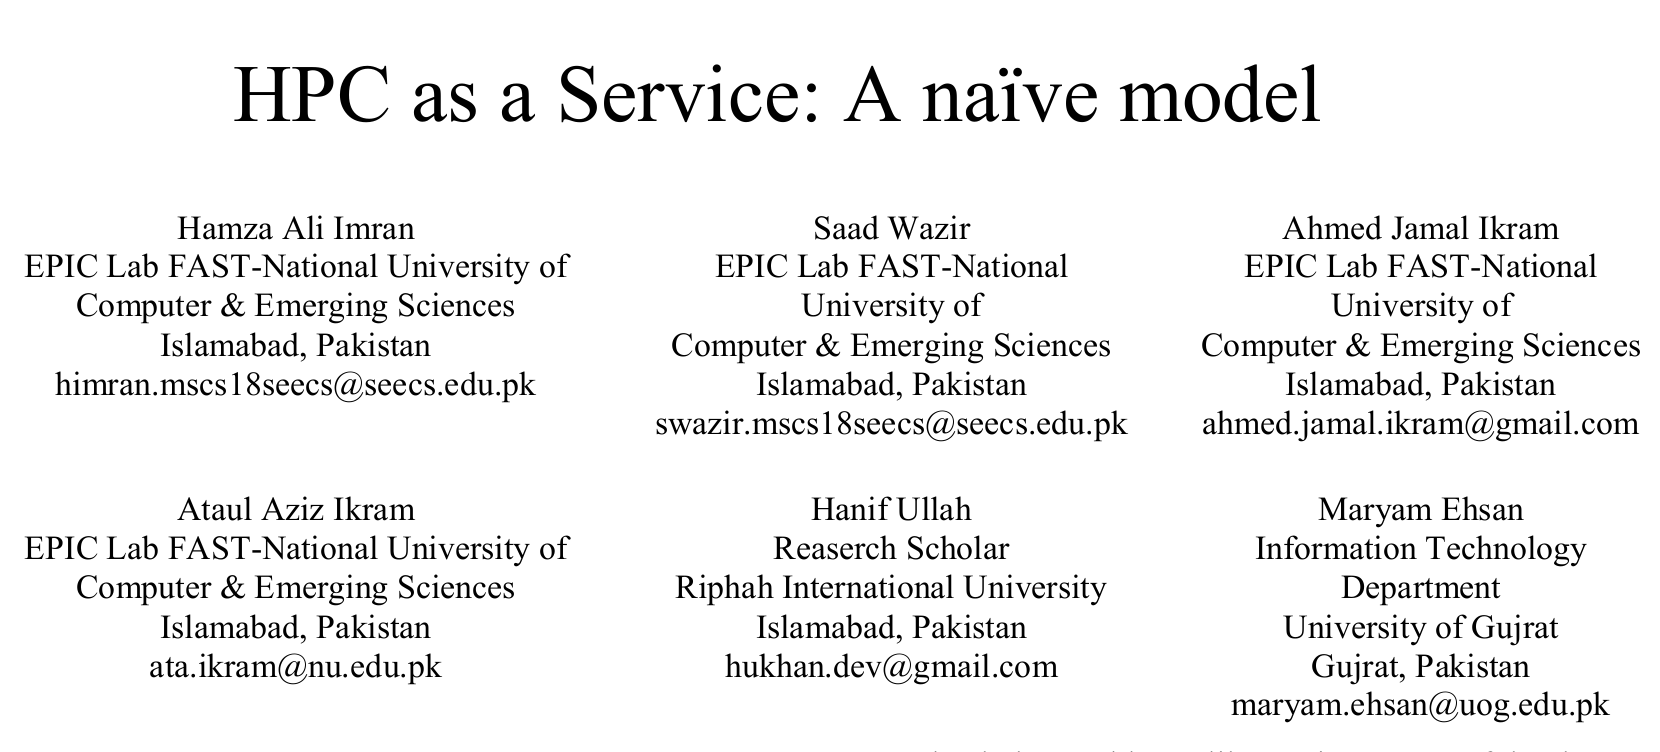 HPC as a Service: A naïve model
Hamza Ali Imran
EPIC Lab FAST-National University of
Computer & Emerging Sciences
Islamabad, Pakistan
himran.mscs18seecs@seecs.edu.pk
Saad Wazir
EPIC Lab FAST-National
University of
Computer & Emerging Sciences
Islamabad, Pakistan
swazir.mscs18seecs@seecs.edu.pk
Ahmed Jamal Ikram
EPIC Lab FAST-National
University of
Computer & Emerging Sciences
Islamabad, Pakistan
ahmed.jamal.ikram@gmail.com
Ataul Aziz Ikram
EPIC Lab FAST-National University of
Computer & Emerging Sciences
Islamabad, Pakistan
ata.ikram@nu.edu.pk
Hanif Ullah
Reaserch Scholar
Riphah International University
Islamabad, Pakistan
hukhan.dev@gmail.com
Maryam Ehsan
Information Technology
Department
University of Gujrat
Gujrat, Pakistan
maryam.ehsan@uog.edu.pk